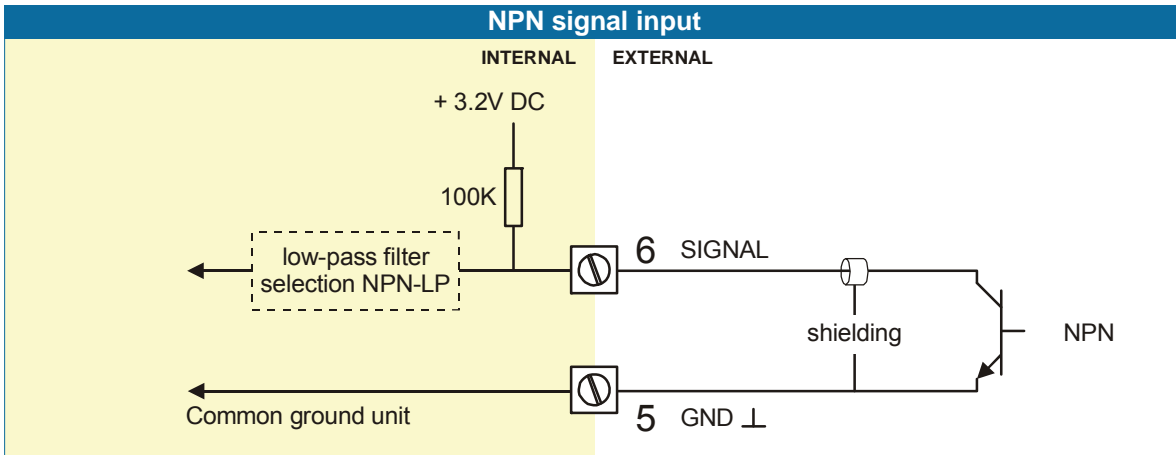 NPN signal input
INTERNAL EXTERNAL
+ 3.2V DC
100K
low-pass filter
selection NPN-LP
6 SIGNAL
shielding
NPN
Common ground unit
5 GND ⊥